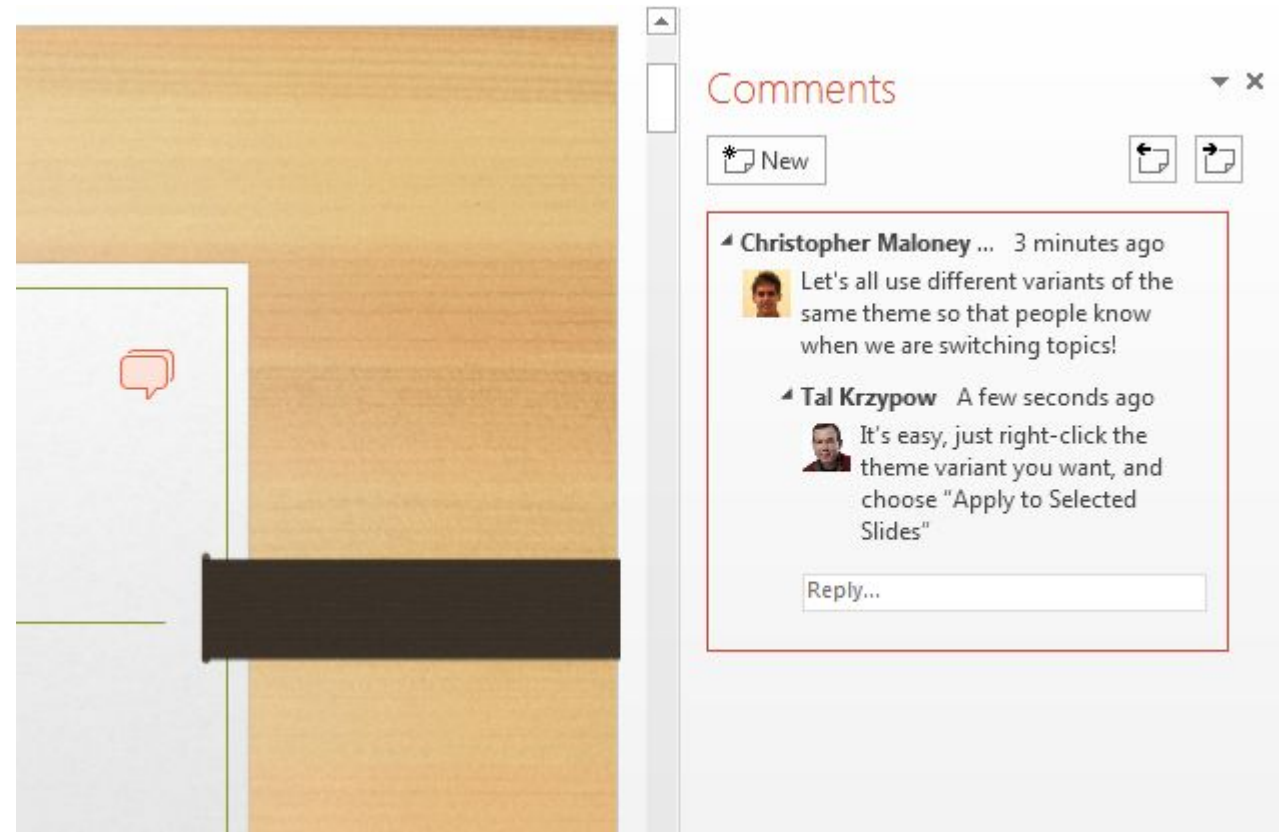 Comments
New
Christopher Maloney ... 3 minutes ago
Let's all use different variants of the
same theme so that people know
when we are switching topics!
Tal Krzypow A few seconds ago
It's easy, just right-click the
theme variant you want, and
choose "Apply to Selected
Slides"
Reply...